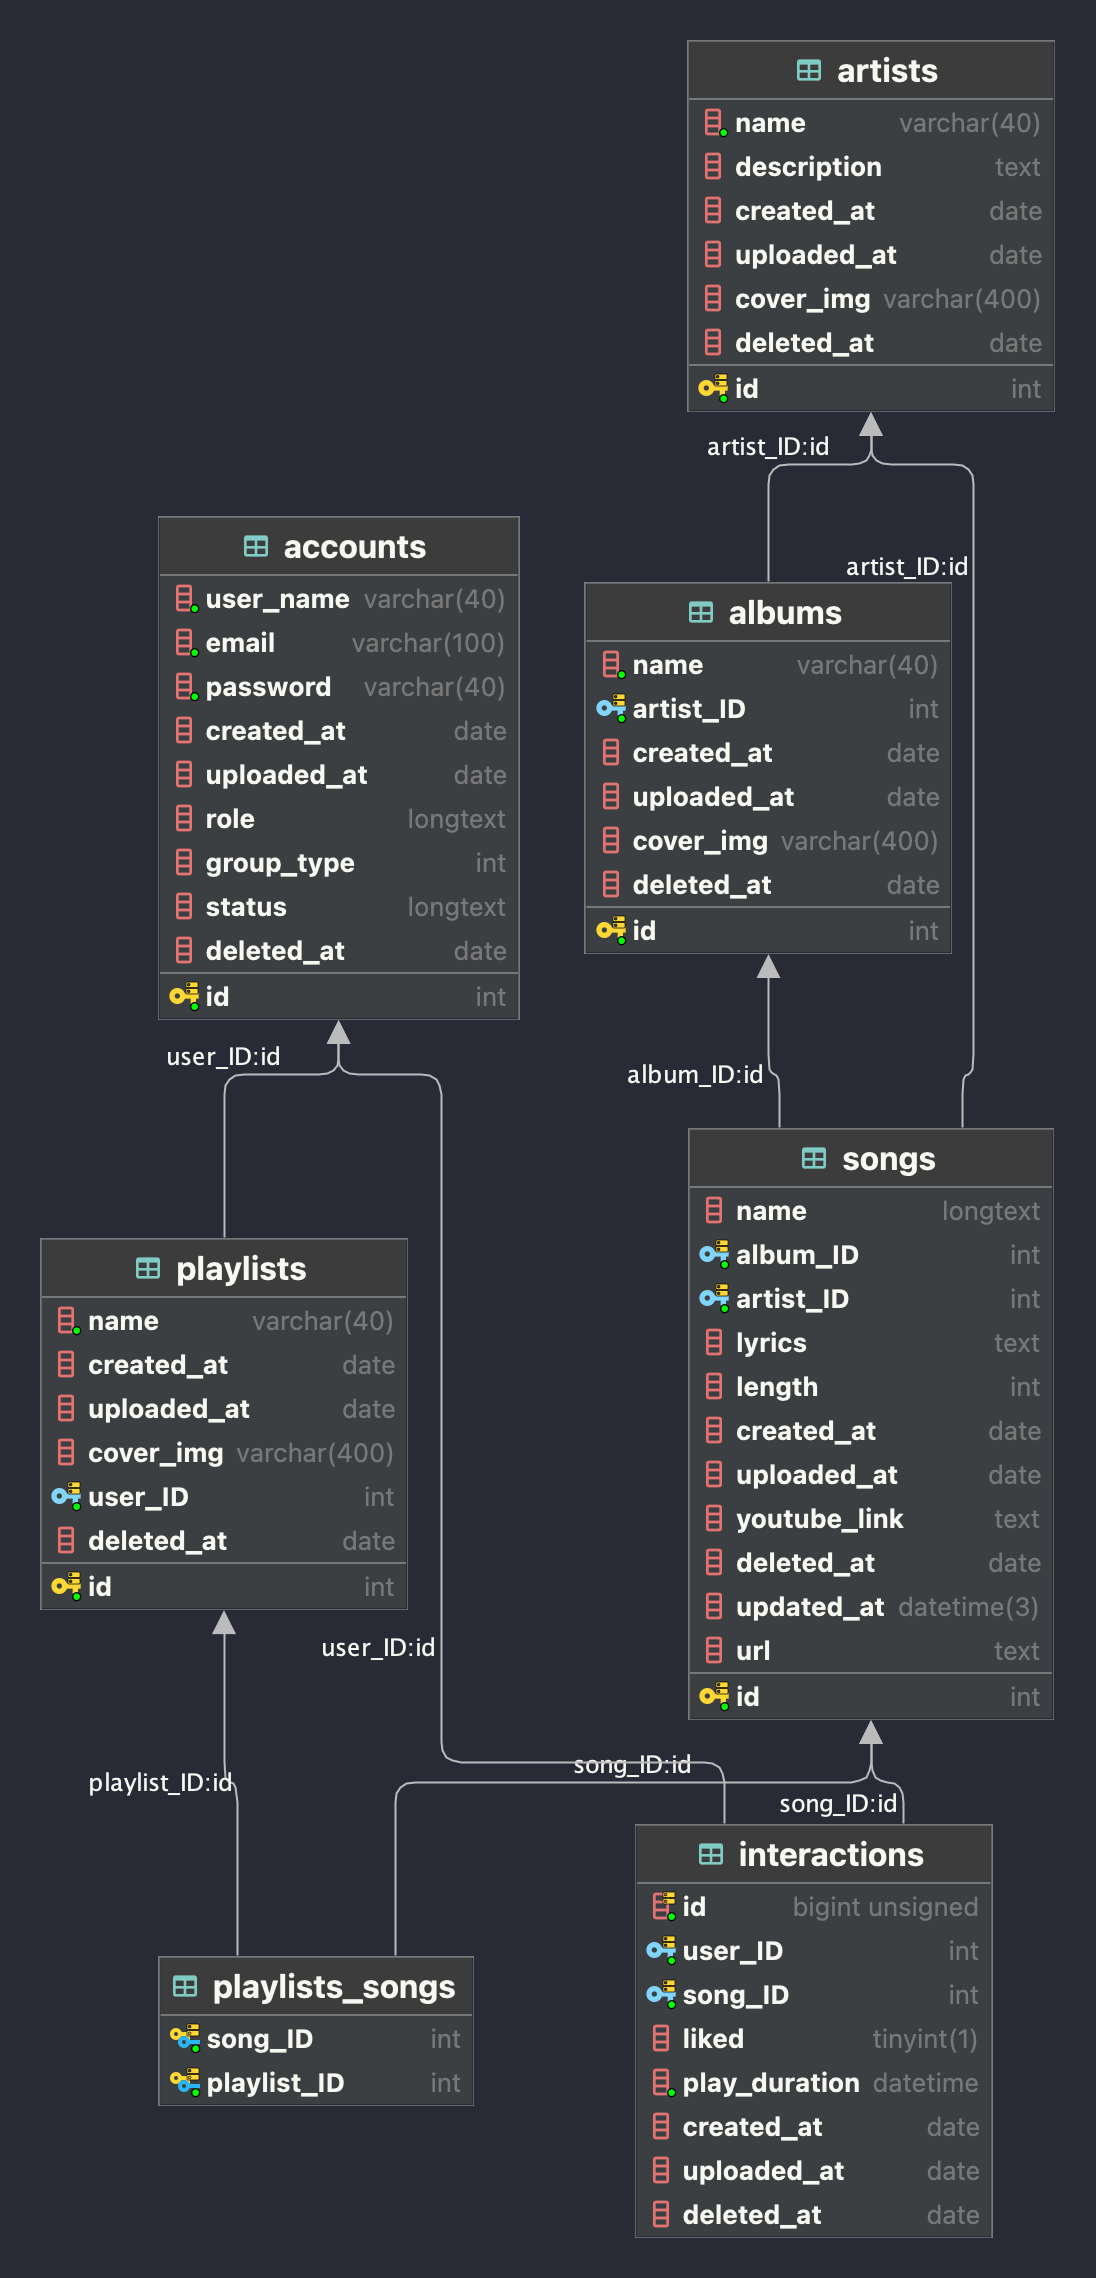 artists
name varchar(40)
description text
created_at date
uploaded_at date
cover_img varchar(400)
deleted_at date
id int
artist_ID:id
artist_ID:id
accounts
user_name varchar(40)
email varchar(100)
password varchar(40)
created_at date
uploaded_at date
role longtext
group_type int
status longtext
deleted_at date
id int
albums
name varchar(40)
artist_ID int
created_at date
uploaded_at date
cover_img varchar(400)
deleted_at date
id int
user_ID:id
album_ID:id
songs
name longtext
album_ID int
artist_ID int
lyrics text
length int
created_at date
uploaded_at date
youtube_link text
deleted_at date
updated_at datetime(3)
url text
id int
playlists
name varchar(40)
created_at date
uploaded_at date
cover_img varchar(400)
user_ID int
deleted_at date
id int
user_ID:id
song_ID:id
playlist_ID:id
song_ID:id
interactions
id bigint unsigned
user_ID int
song_ID int
liked tinyint(1)
play_duration datetime
created_at date
uploaded_at date
deleted_at date
playlists_songs
song_ID int
playlist_ID int